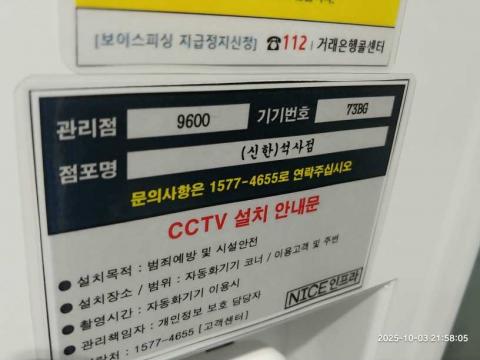 [보이스피싱 지급정지신청] ☎112 | 거래은행콜센터
관리점 9600 기기번호 73BG
점포명 (신한)석사점
문의사항은 1577-4655로 연락주십시오
CCTV 설치 안내문
● 설치목적 : 범죄예방 및 시설안전
● 설치장소 / 범위 : 자동화기기 코너 / 이용고객 및 주변
● 촬영시간 : 자동화기기 이용시
● 관리책임자 : 개인정보 보호 담당자
연락처 : 1577-4655 [고객센터]
NICE인프라
2025-10-03 21:58:05